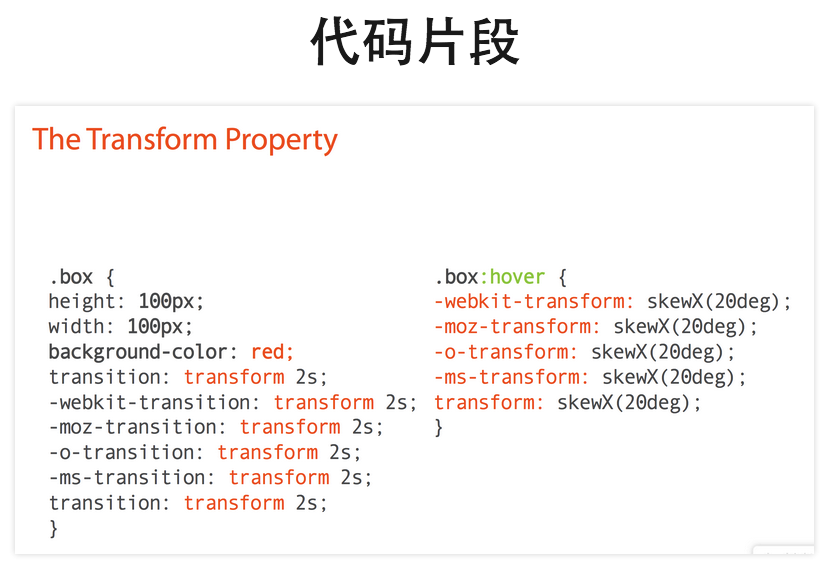 代码片段
The Transform Property
.box {
height: 100px;
width: 100px;
background-color: red;
transition: transform 2s;
-webkit-transition: transform 2s;
-moz-transition: transform 2s;
-o-transition: transform 2s;
-ms-transition: transform 2s;
transition: transform 2s;
}
.box:hover {
-webkit-transform: skewX(20deg);
-moz-transform: skewX(20deg);
-o-transform: skewX(20deg);
-ms-transform: skewX(20deg);
transform: skewX(20deg);
}